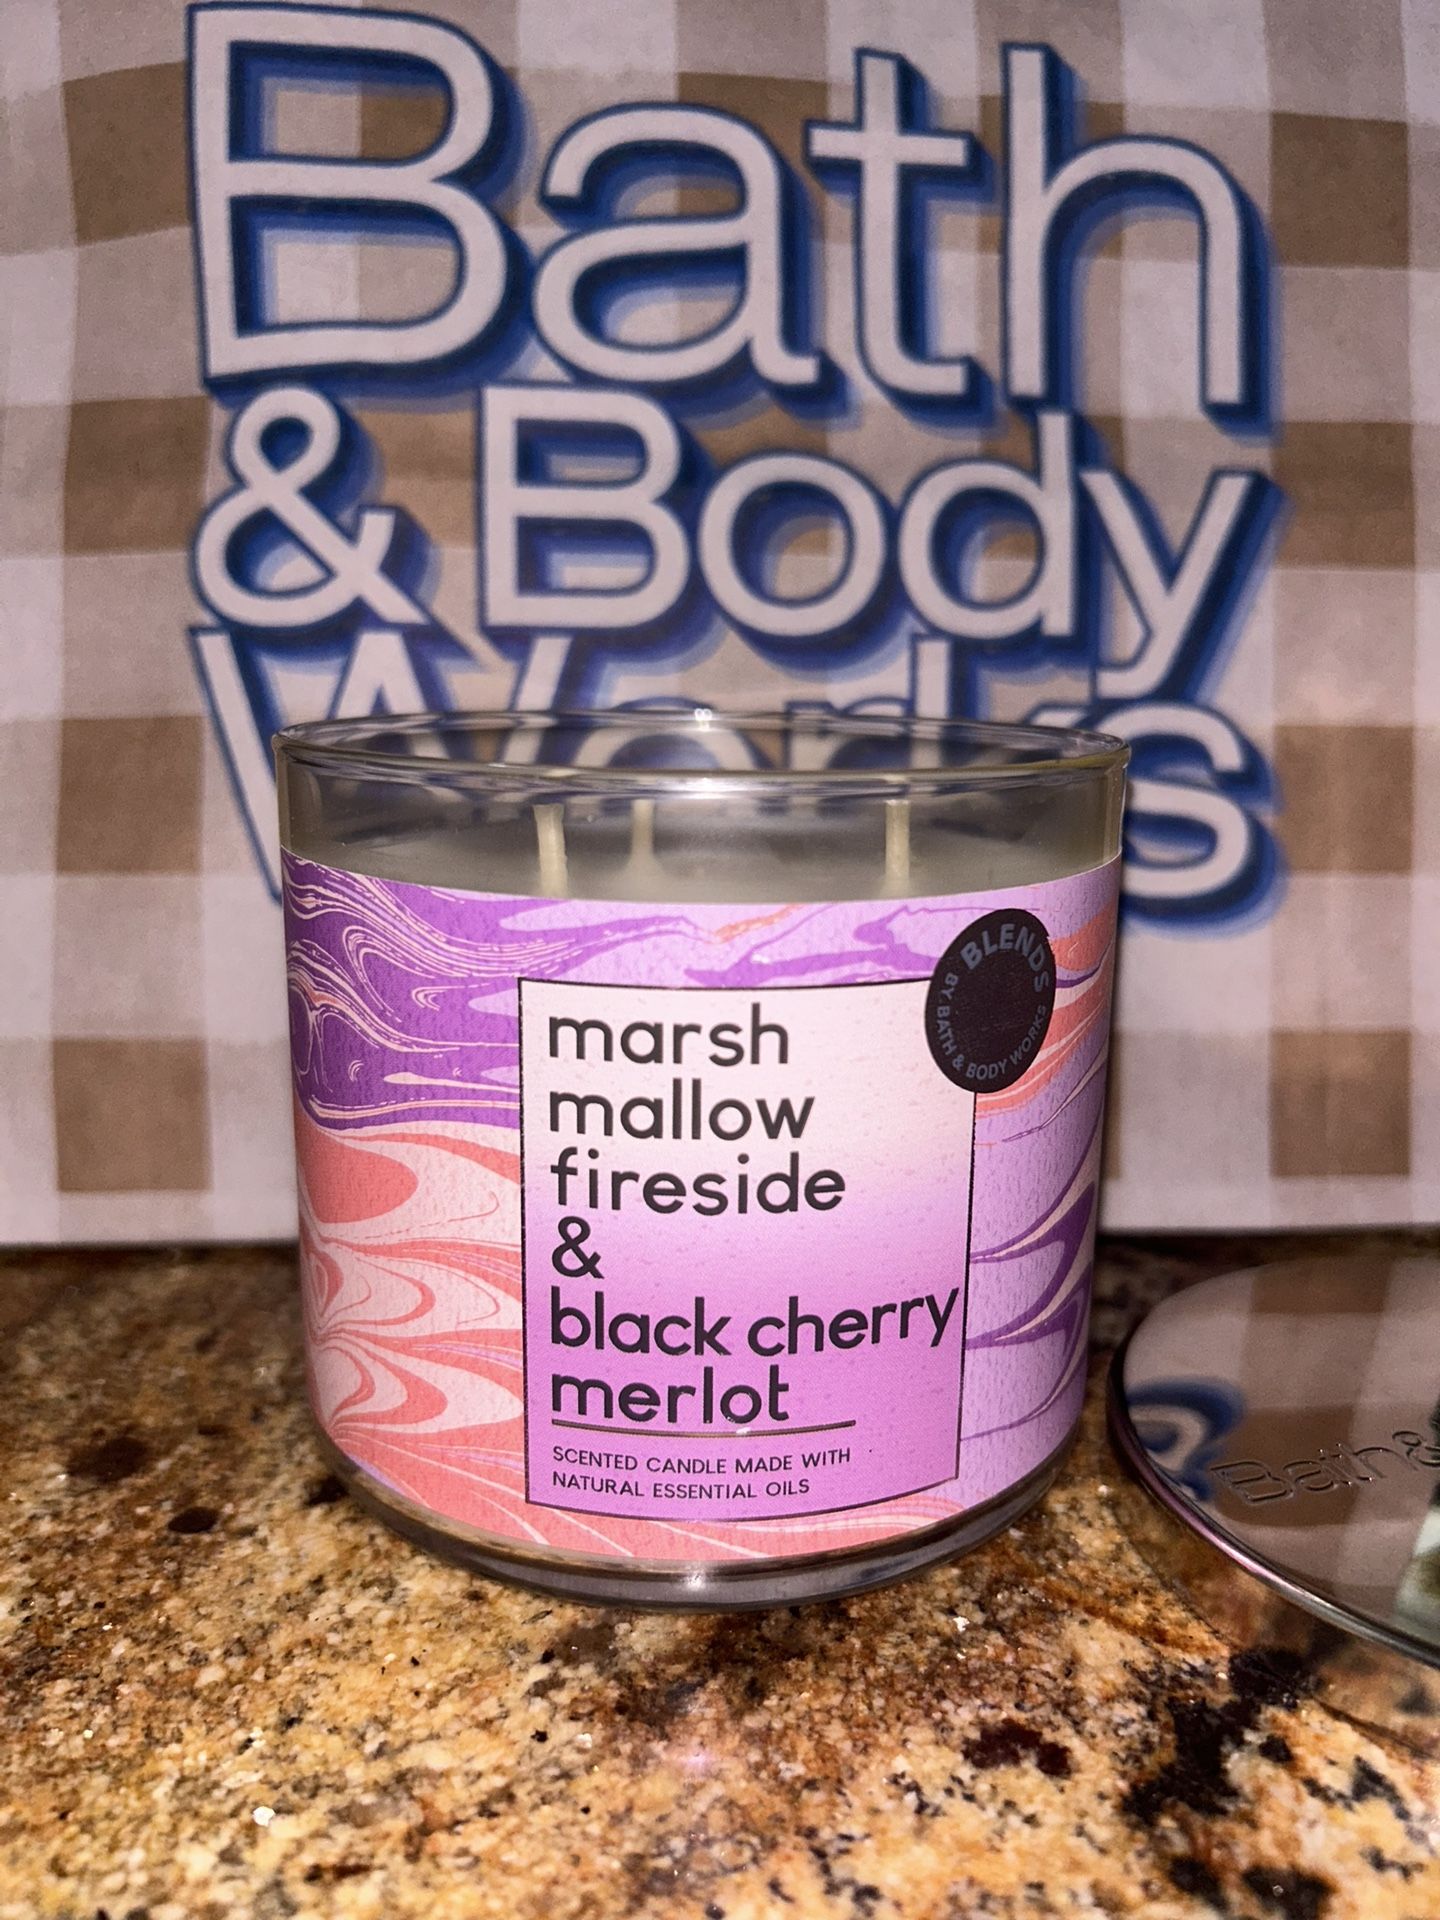 Bath
& Body
Works
BLENDS
BY BATH & BODY WORKS
marsh
mallow
fireside
&
black cherry
merlot
SCENTED CANDLE MADE WITH
NATURAL ESSENTIAL OILS
Bath &